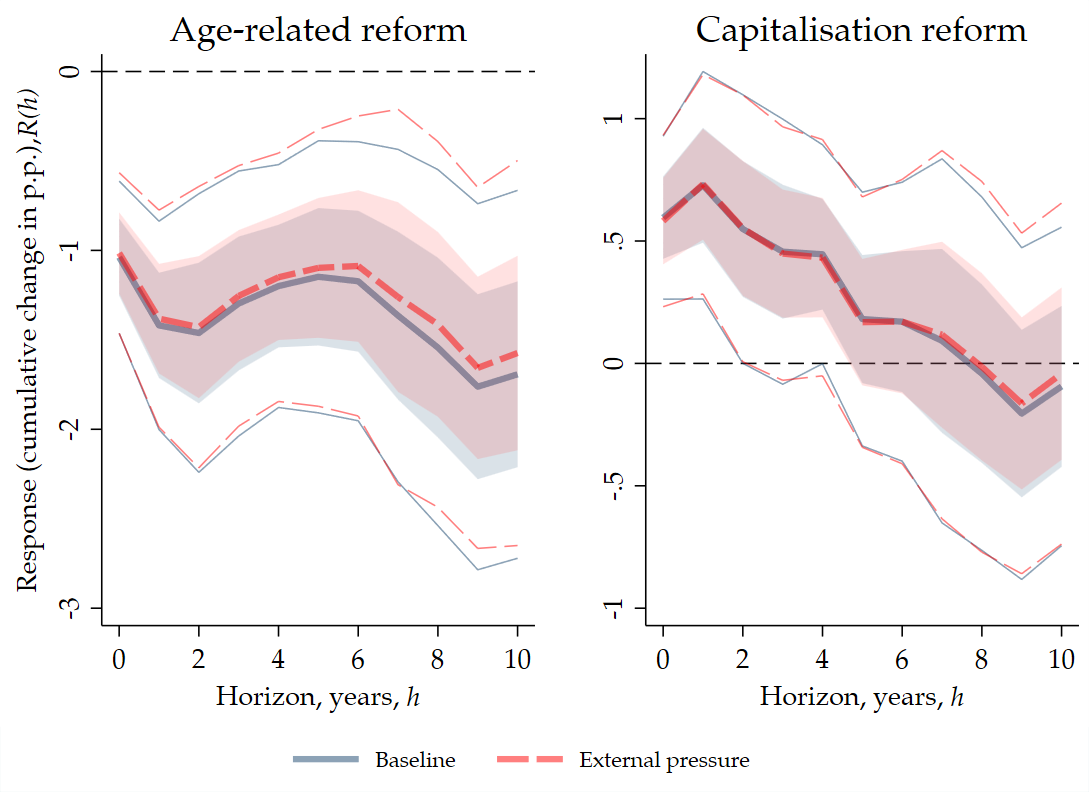 Age-related reform
Capitalisation reform
Response (cumulative change in p.p.),R(h)
0
-1
-2
-3
0 2 4 6 8 10
Horizon, years, h
1
.5
0
-.5
-1
0 2 4 6 8 10
Horizon, years, h
Baseline
External pressure